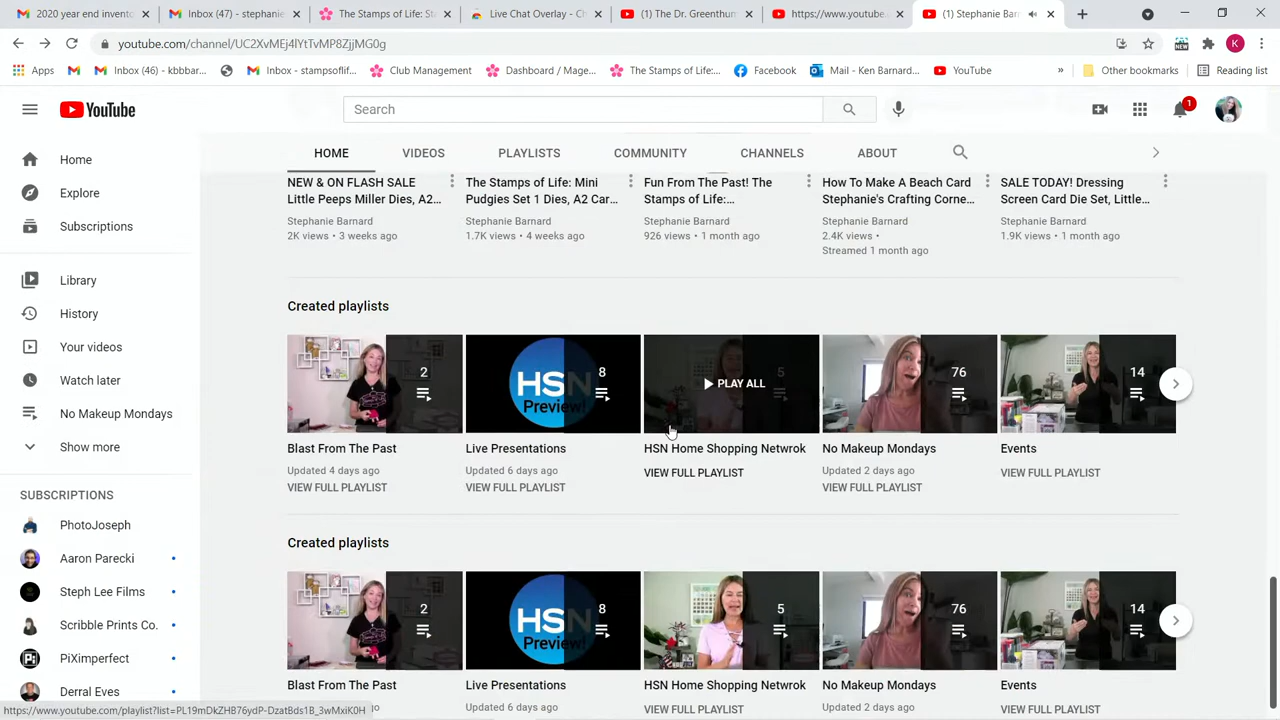 2020 year end invento
Inbox (47) - stephanie
The Stamps of Life: St
Live Chat Overlay - Ch
(1) The Dr. Greenthum
https://www.youtube.c
(1) Stephanie Bar
youtube.com/channel/UC2XvMEj4lYtTvMP8ZjjMG0g
NEW
K
Apps
Inbox (46) - kbbbar...
Inbox - stampsoflif...
Club Management
Dashboard / Mage...
The Stamps of Life:...
Facebook
Mail - Ken Barnard...
YouTube
»
Other bookmarks
Reading list
YouTube
Search
1
Home
Explore
Subscriptions
Library
History
Your videos
Watch later
No Makeup Mondays
Show more
SUBSCRIPTIONS
PhotoJoseph
Aaron Parecki
Steph Lee Films
Scribble Prints Co.
PiXimperfect
Derral Eves
HOME
VIDEOS
PLAYLISTS
COMMUNITY
CHANNELS
ABOUT
NEW & ON FLASH SALE
Little Peeps Miller Dies, A2...
Stephanie Barnard
2K views • 3 weeks ago
The Stamps of Life: Mini
Pudgies Set 1 Dies, A2 Car...
Stephanie Barnard
1.7K views • 4 weeks ago
Fun From The Past! The
Stamps of Life:...
Stephanie Barnard
926 views • 1 month ago
How To Make A Beach Card
Stephanie's Crafting Corne...
Stephanie Barnard
2.4K views •
Streamed 1 month ago
SALE TODAY! Dressing
Screen Card Die Set, Little...
Stephanie Barnard
1.9K views • 1 month ago
Created playlists
2
Blast From The Past
Updated 4 days ago
VIEW FULL PLAYLIST
HSN
Preview!
8
Live Presentations
Updated 6 days ago
VIEW FULL PLAYLIST
5
PLAY ALL
HSN Home Shopping Netwrok
VIEW FULL PLAYLIST
76
No Makeup Mondays
Updated 2 days ago
VIEW FULL PLAYLIST
14
Events
VIEW FULL PLAYLIST
Created playlists
2
Blast From The Past
days ago
HSN
Preview!
8
Live Presentations
Updated 6 days ago
5
HSN Home Shopping Netwrok
VIEW FULL PLAYLIST
76
No Makeup Mondays
Updated 2 days ago
14
Events
VIEW FULL PLAYLIST
https://www.youtube.com/playlist?list=PL19mDkZHB76ydP-DzatBds1B_3wMxiK0H